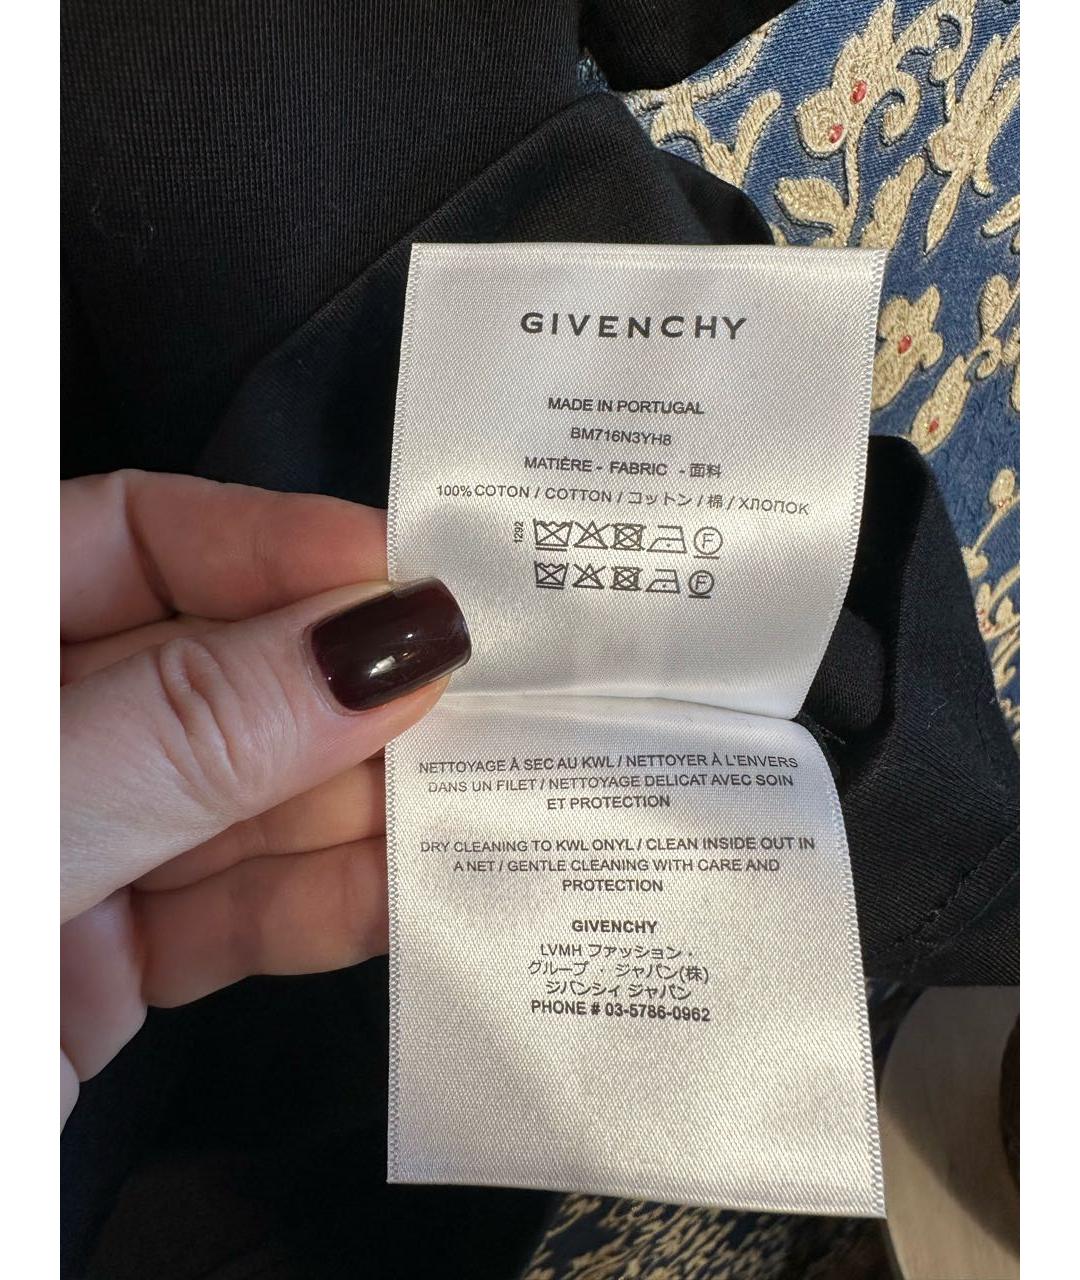 GIVENCHY
MADE IN PORTUGAL
BM716N3YH8
MATIÈRE - FABRIC - 面料
100% COTON / COTTON / コットン / 棉 / ХЛОПОК
1292
F
F
NETTOYAGE À SEC AU KWL / NETTOYER À L'ENVERS
DANS UN FILET / NETTOYAGE DELICAT AVEC SOIN
ET PROTECTION
DRY CLEANING TO KWL ONYL / CLEAN INSIDE OUT IN
A NET / GENTLE CLEANING WITH CARE AND
PROTECTION
GIVENCHY
LVMH ファッション・
グループ・ジャパン(株)
ジバンシィ ジャパン
PHONE # 03-5786-0962